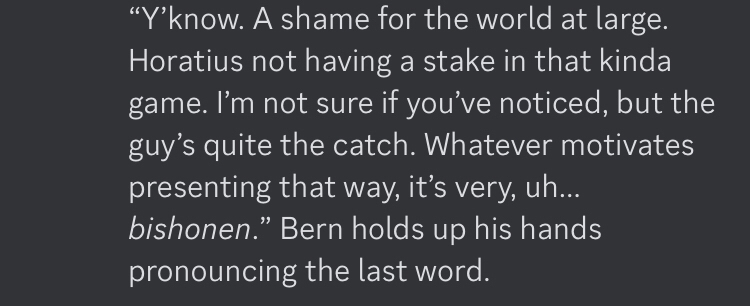 “Y’know. A shame for the world at large.
Horatius not having a stake in that kinda
game. I’m not sure if you’ve noticed, but the
guy’s quite the catch. Whatever motivates
presenting that way, it’s very, uh…
bishonen.” Bern holds up his hands
pronouncing the last word.